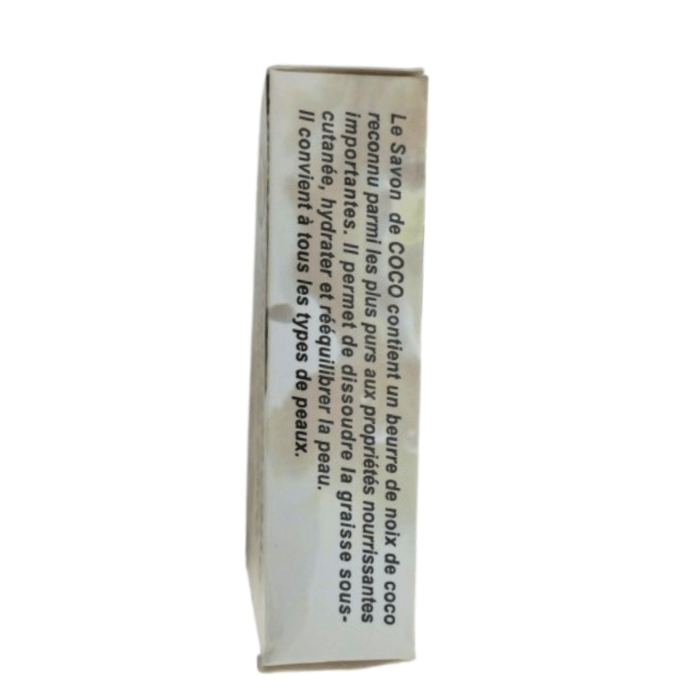 Le Savon de COCO contient un beurre de noix de coco
reconnu parmi les plus purs aux propriétés nourrissantes
importantes. Il permet de dissoudre la graisse sous-
cutanée, hydrater et rééquilibrer la peau.
Il convient à tous les types de peaux.